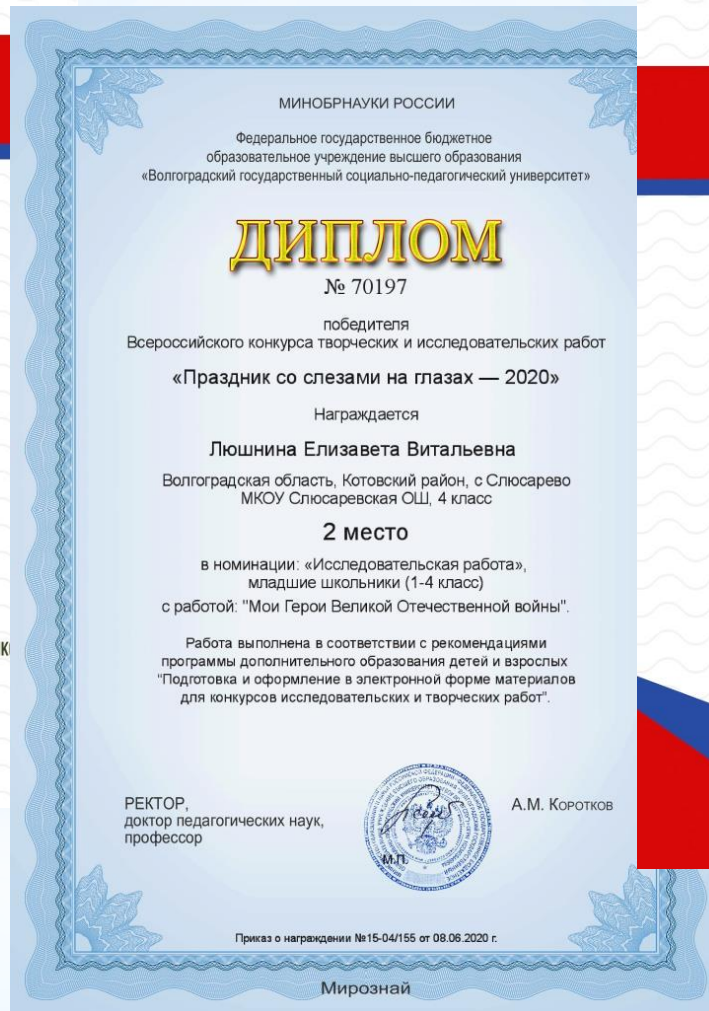 МИНОБРНАУКИ РОССИИ
Федеральное государственное бюджетное
образовательное учреждение высшего образования
«Волгоградский государственный социально-педагогический университет»
ДИПЛОМ
№ 70197
победителя
Всероссийского конкурса творческих и исследовательских работ
«Праздник со слезами на глазах — 2020»
Награждается
Люшнина Елизавета Витальевна
Волгоградская область, Котовский район, с Слюсарево
МКОУ Слюсаревская ОШ, 4 класс
2 место
в номинации: «Исследовательская работа»,
младшие школьники (1-4 класс)
с работой: "Мои Герои Великой Отечественной войны".
Работа выполнена в соответствии с рекомендациями
программы дополнительного образования детей и взрослых
"Подготовка и оформление в электронной форме материалов
для конкурсов исследовательских и творческих работ".
РЕКТОР,
доктор педагогических наук,
профессор
А.М. Коротков
М.П.
Приказ о награждении №15-04/155 от 08.06.2020 г.
Мирознай